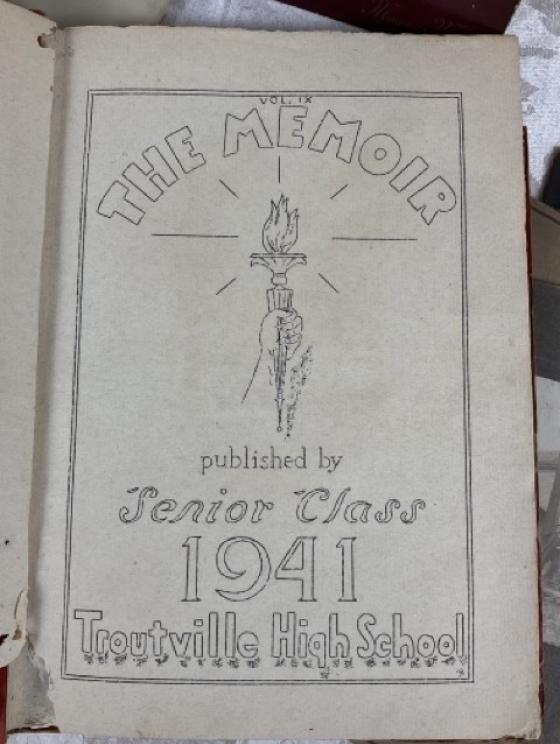 VOL. IX
THE MEMOIR
published by
Senior Class
1941
Troutville High School